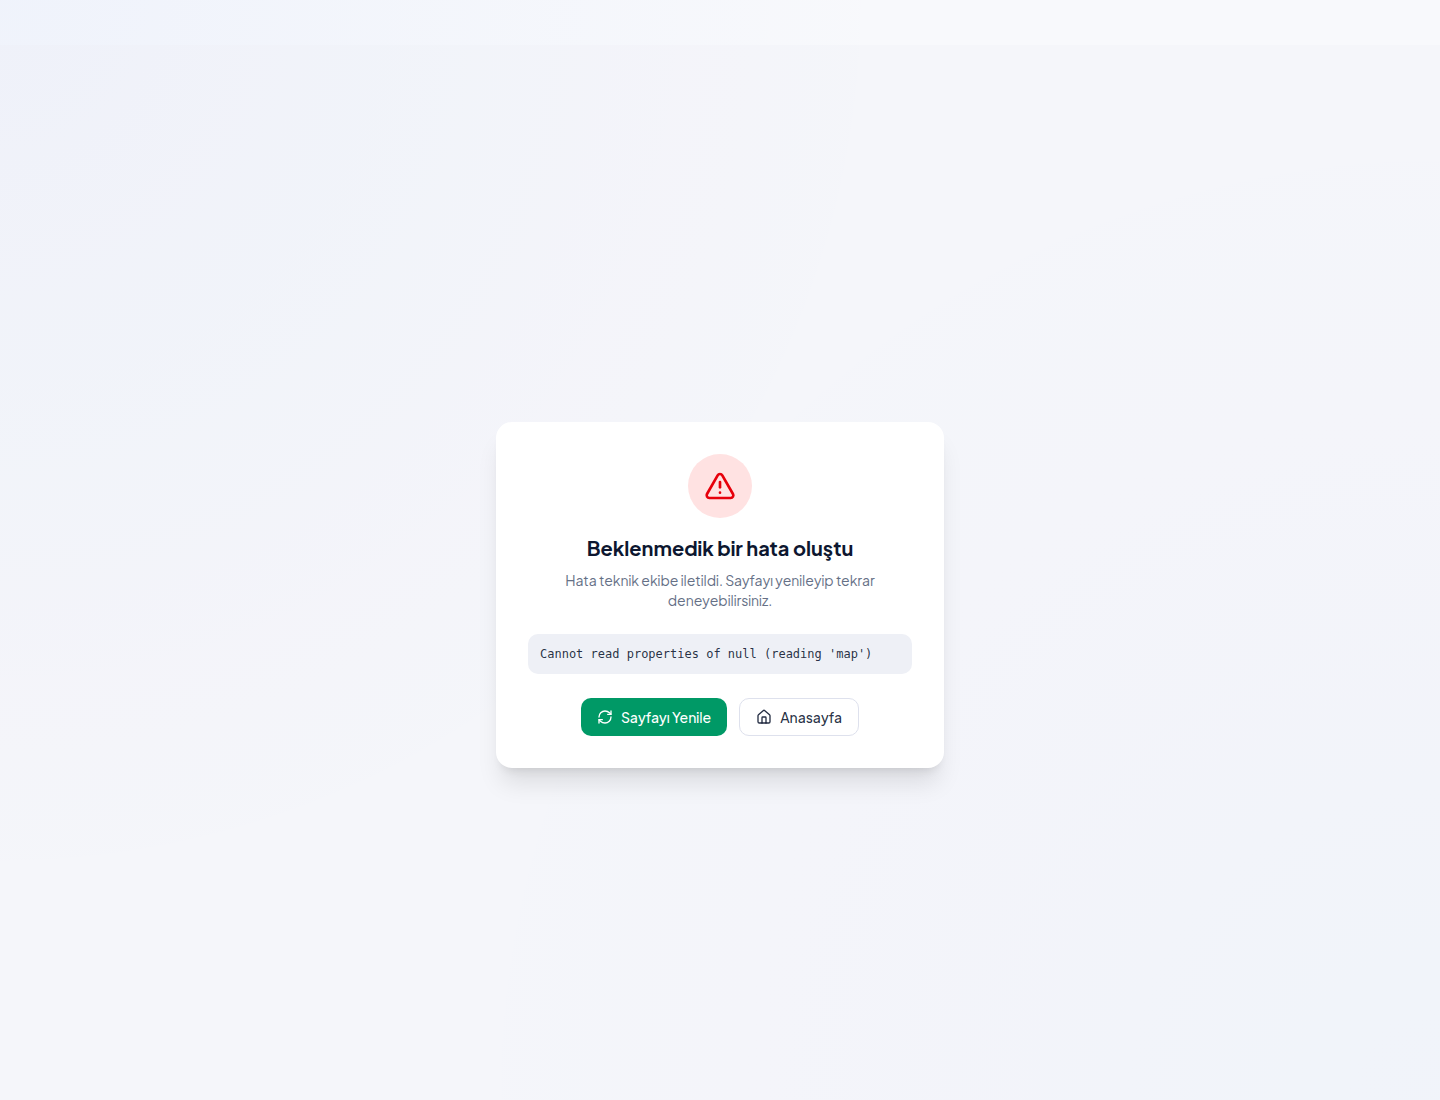 Beklenmedik bir hata oluştu
Hata teknik ekibe iletildi. Sayfayı yenileyip tekrar
deneyebilirsiniz.
Cannot read properties of null (reading 'map')
Sayfayı Yenile
Anasayfa